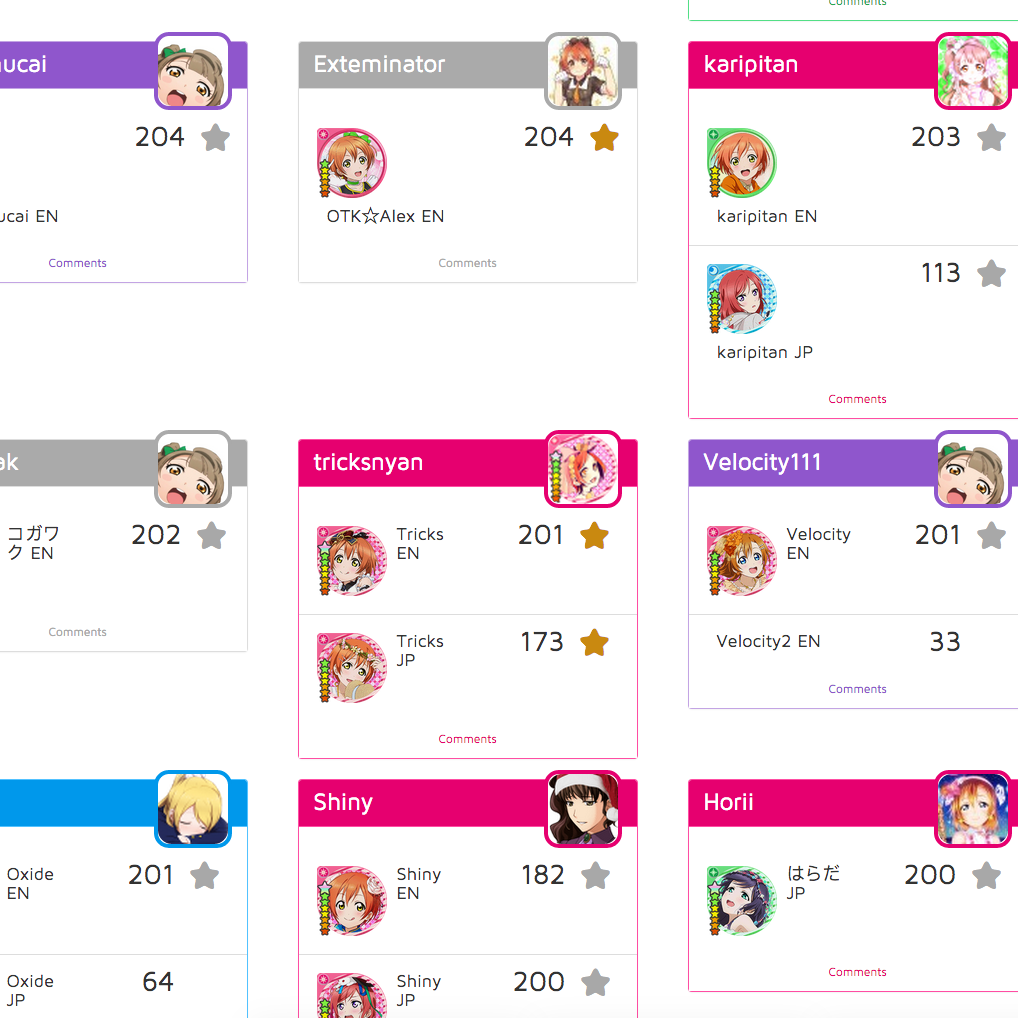 Comments
ucai
204
ucai EN
Comments
Exteminator
204
OTK☆Alex EN
Comments
karipitan
203
karipitan EN
113
karipitan JP
Comments
ak
コガワ
ク EN
202
Comments
tricksnyan
Tricks
EN
201
Tricks
JP
173
Comments
Velocity111
Velocity
EN
201
Velocity2 EN
33
Comments
Oxide
EN
201
Oxide
JP
64
Shiny
Shiny
EN
182
Shiny
JP
200
Horii
はらだ
JP
200
Comments